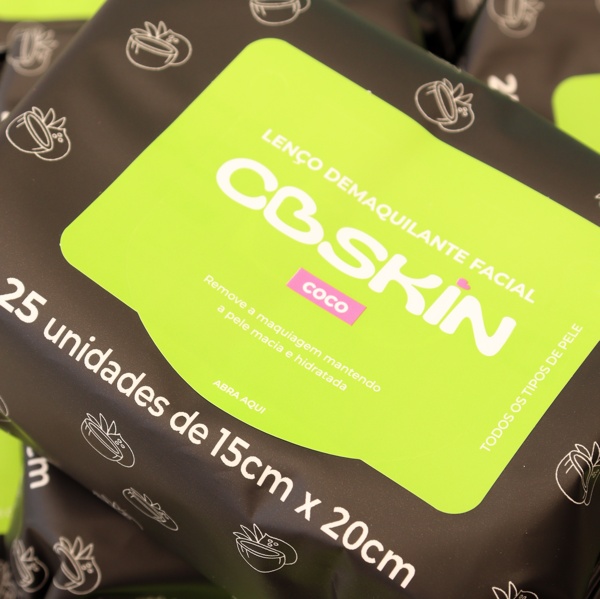 LENÇO DEMAQUILANTE FACIAL
CBSKIN
COCO
Remove a maquiagem mantendo
a pele macia e hidratada
ABRA AQUI
TODOS OS TIPOS DE PELE
25 unidades de 15cm x 20cm